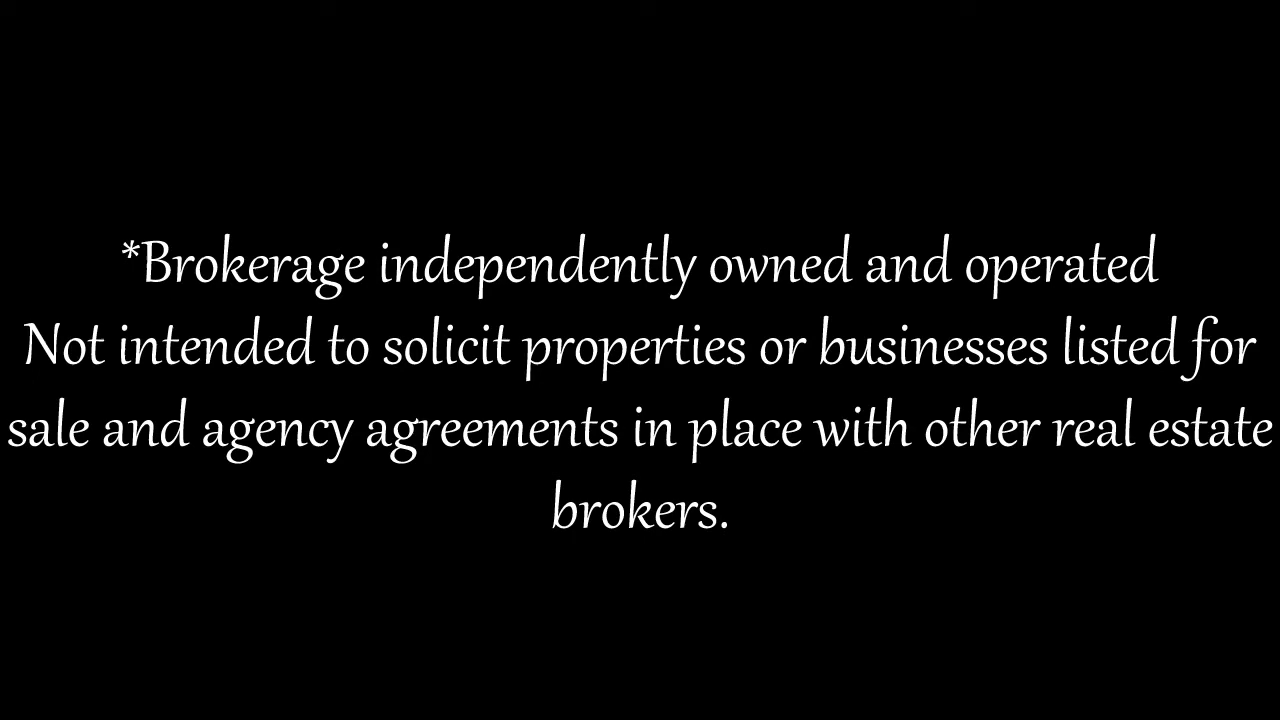 *Brokerage independently owned and operated
Not intended to solicit properties or businesses listed for
sale and agency agreements in place with other real estate
brokers.